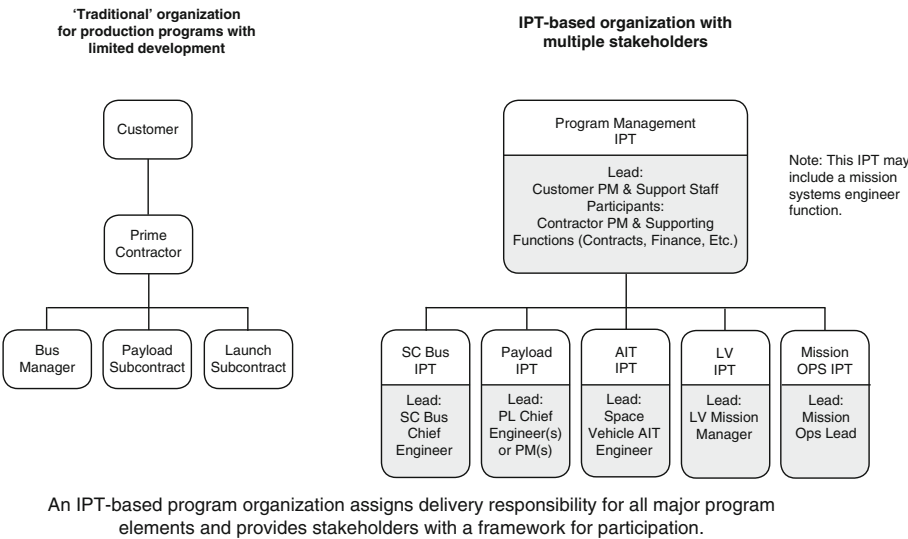 ‘Traditional’ organization
for production programs with
limited development
Customer
Prime
Contractor
Bus
Manager
Payload
Subcontract
Launch
Subcontract
IPT-based organization with
multiple stakeholders
Program Management
IPT
Lead:
Customer PM & Support Staff
Participants:
Contractor PM & Supporting
Functions (Contracts, Finance, Etc.)
Note: This IPT may
include a mission
systems engineer
function.
SC Bus
IPT
Lead:
SC Bus
Chief
Engineer
Payload
IPT
Lead:
PL Chief
Engineer(s)
or PM(s)
AIT
IPT
Lead:
Space
Vehicle AIT
Engineer
LV
IPT
Lead:
LV Mission
Manager
Mission
OPS IPT
Lead:
Mission
Ops Lead
An IPT-based program organization assigns delivery responsibility for all major program
elements and provides stakeholders with a framework for participation.